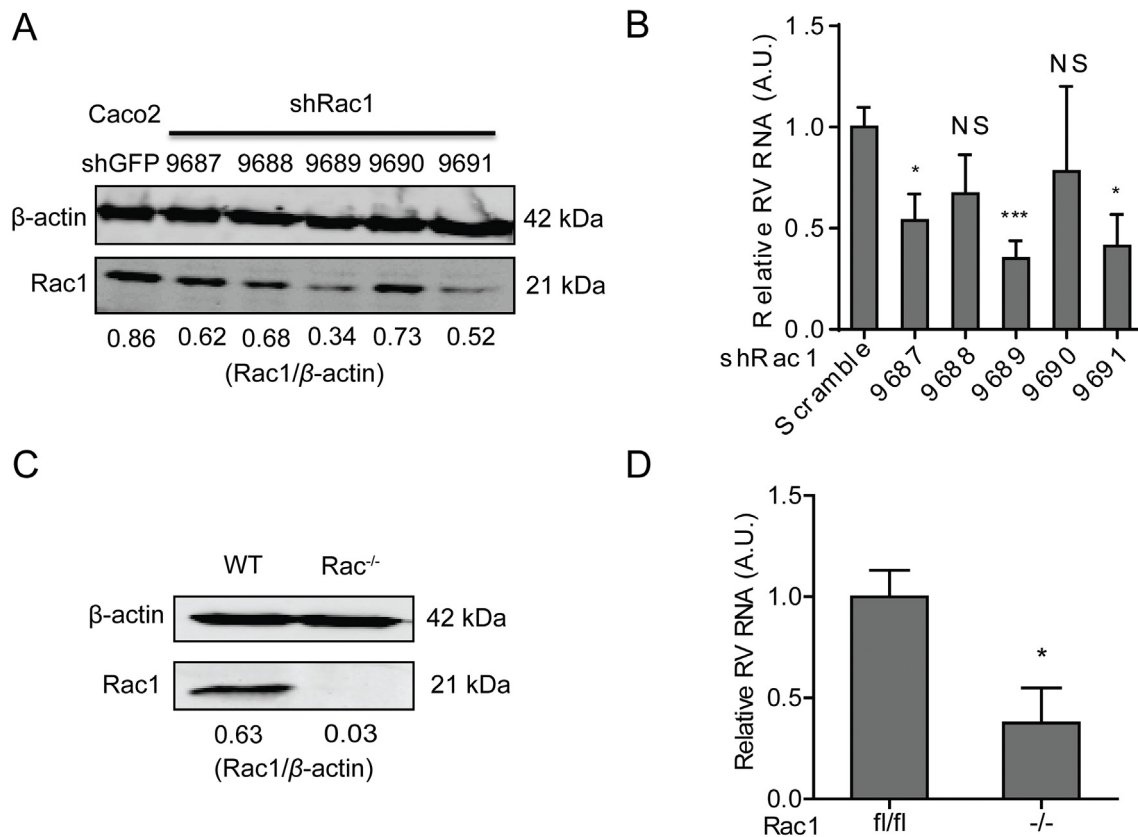 A
Caco2 shRac1
shGFP 9687 9688 9689 9690 9691
β-actin 42 kDa
Rac1 21 kDa
0.86 0.62 0.68 0.34 0.73 0.52
(Rac1/β-actin)
B
Relative RV RNA (A.U.)
1.5
1.0
0.5
0.0
* NS *** NS *
shRac1
Scramble 9687 9688 9689 9690 9691
C
WT Rac-/-
β-actin 42 kDa
Rac1 21 kDa
0.63 0.03
(Rac1/β-actin)
D
Relative RV RNA (A.U.)
1.5
1.0
0.5
0.0
*
Rac1 fl/fl -/-